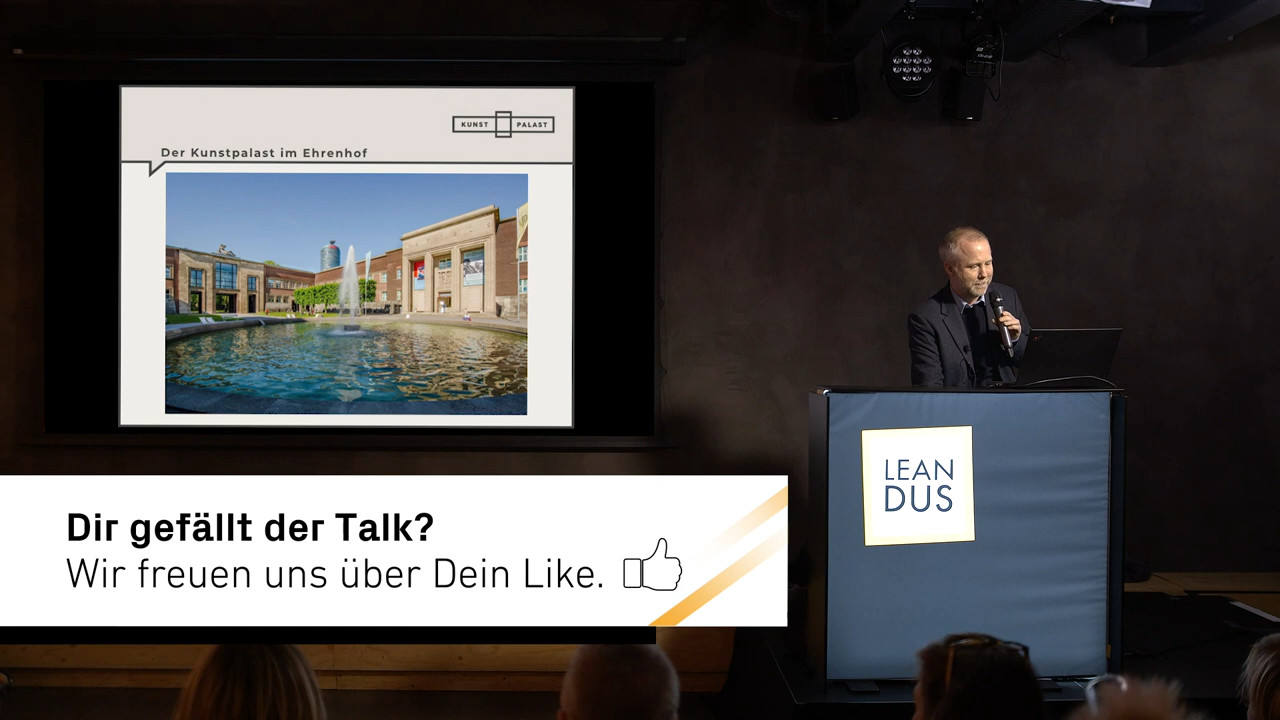 KUNST PALAST
Der Kunstpalast im Ehrenhof
LEAN
DUS
Dir gefällt der Talk?
Wir freuen uns über Dein Like.